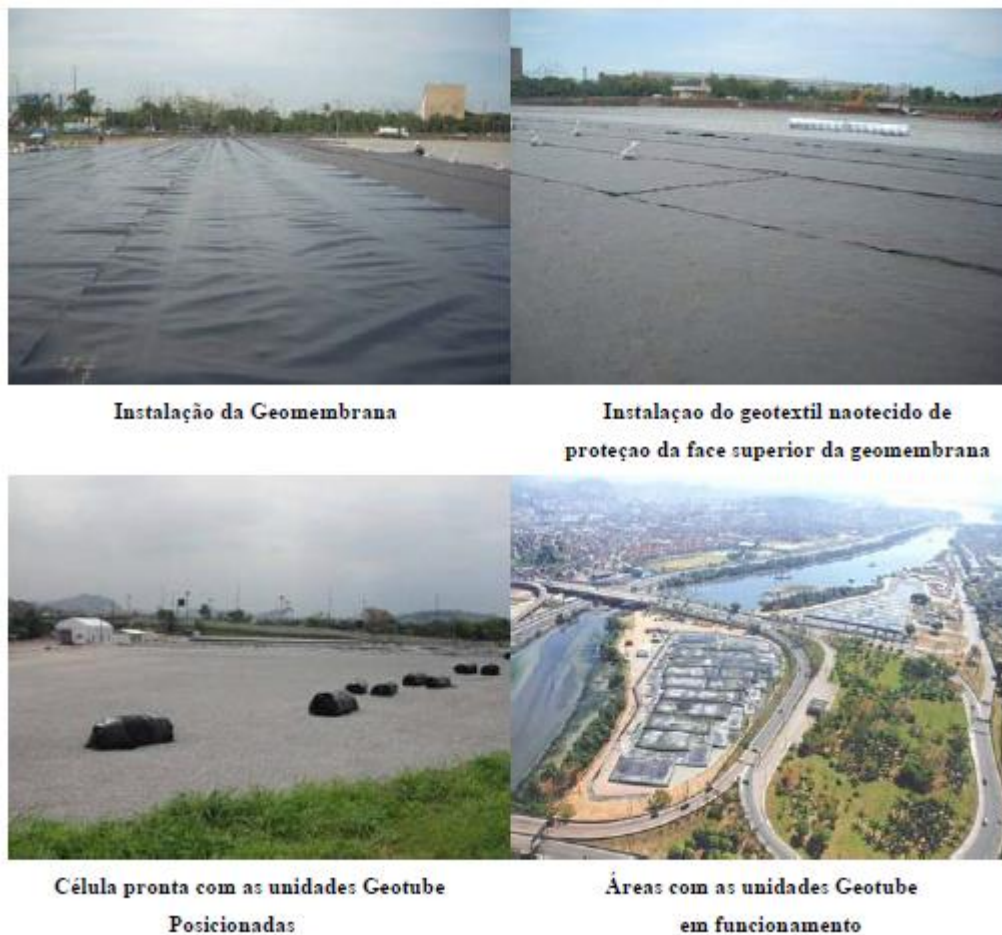 Instalação da Geomembrana
Instalaçao do geotextil naotecido de
proteçao da face superior da geomembrana
Célula pronta com as unidades Geotube
Posicionadas
Áreas com as unidades Geotube
em funcionamento